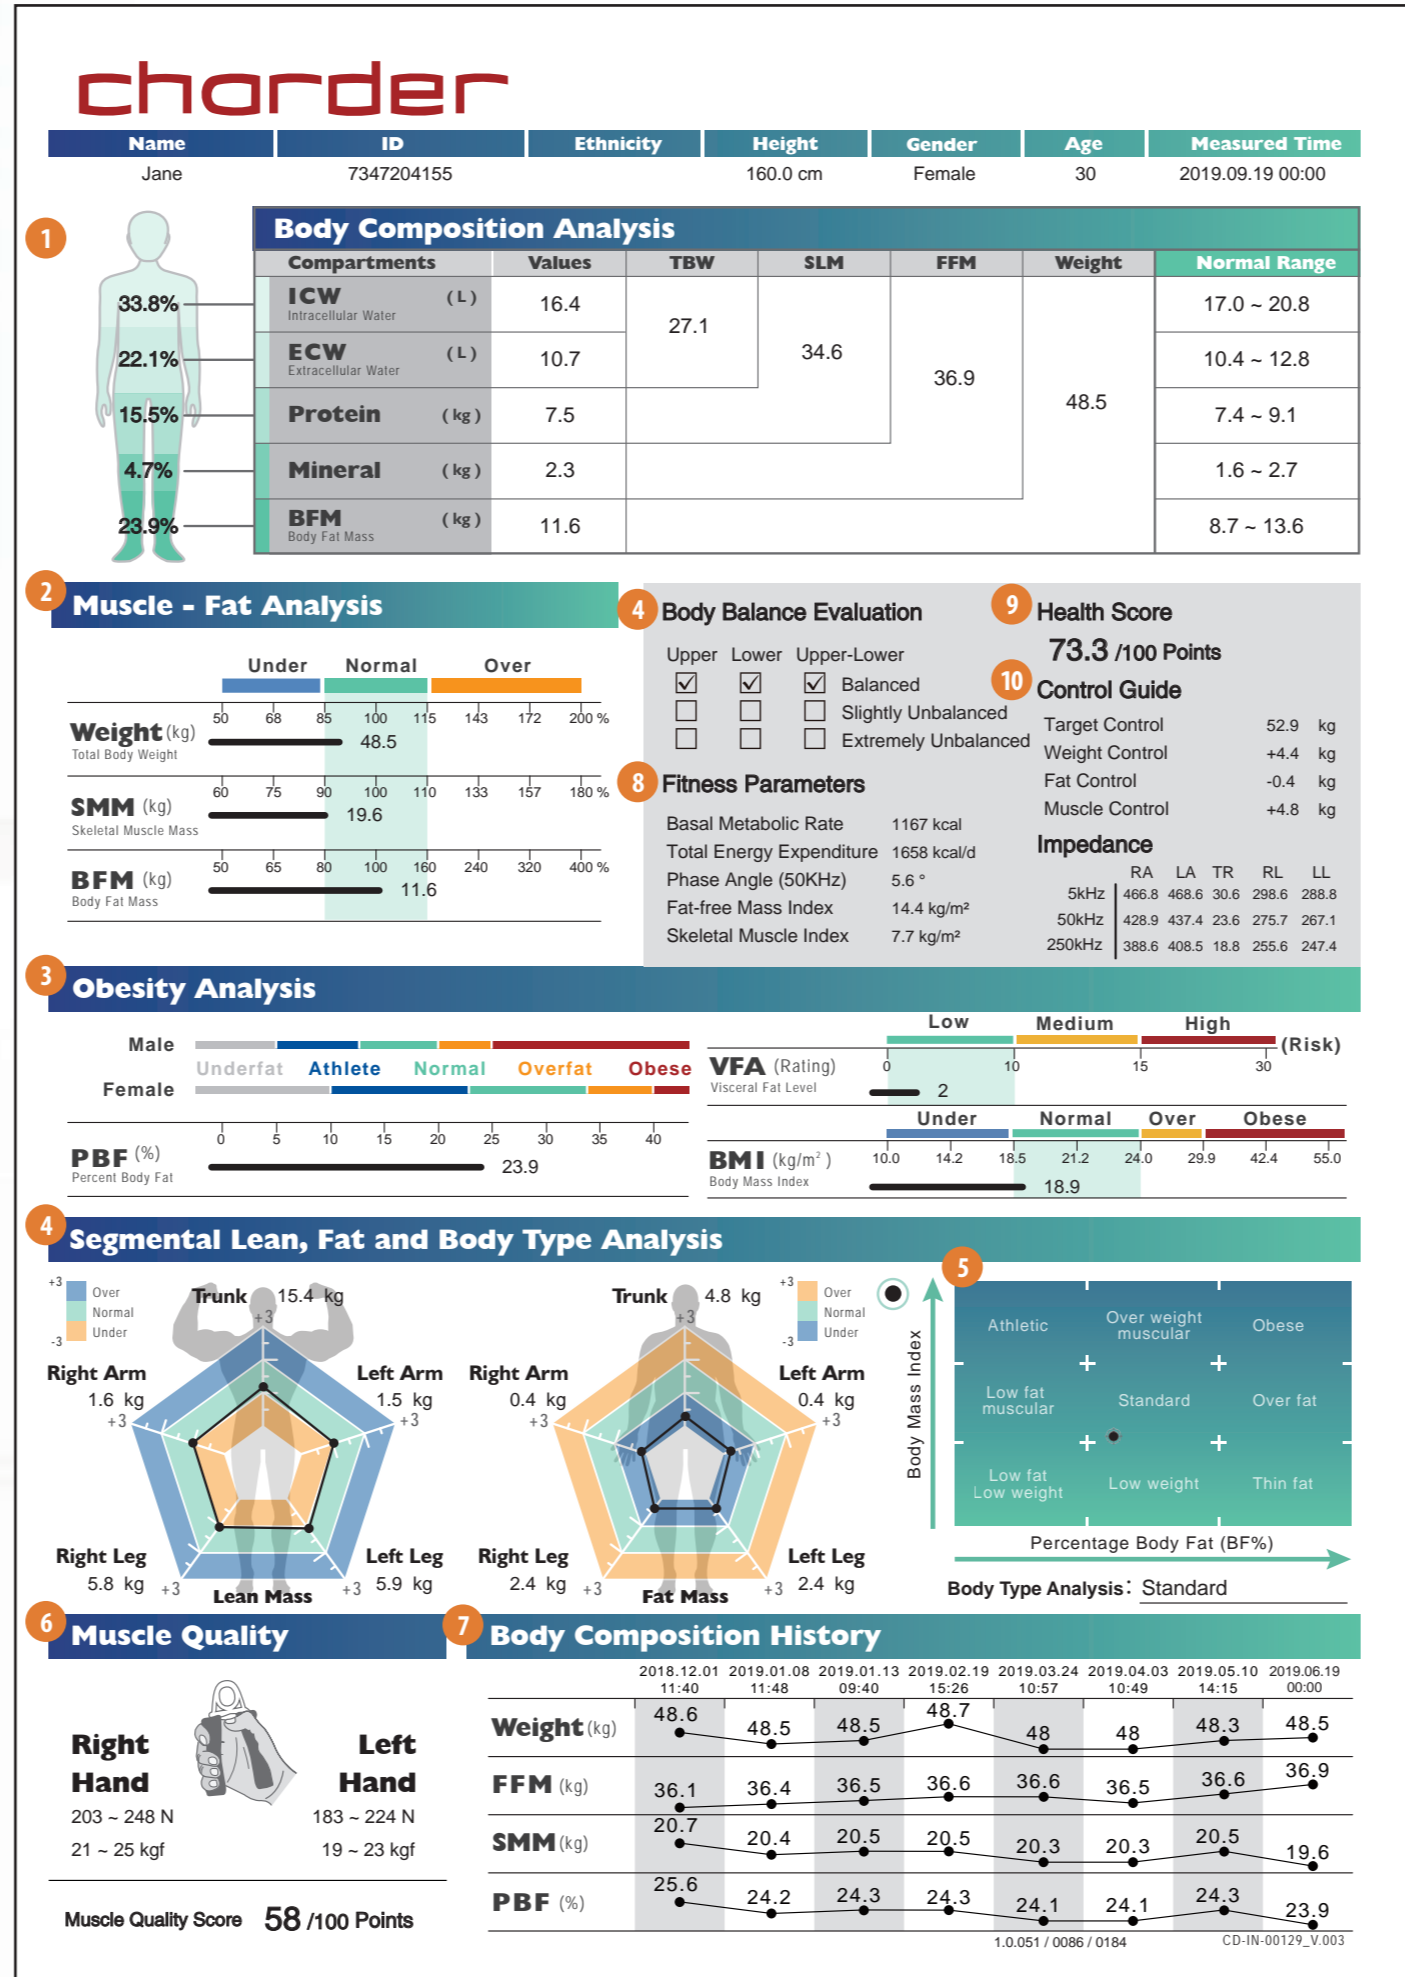 charder
Name ID Ethnicity Height Gender Age Measured Time
Jane 7347204155 160.0 cm Female 30 2019.09.19 00:00
1
Body Composition Analysis
Compartments Values TBW SLM FFM Weight Normal Range
33.8% ICW (L) 16.4 17.0 ~ 20.8
Intracellular Water
27.1
22.1% ECW (L) 10.7 10.4 ~ 12.8
Extracellular Water
34.6
36.9
15.5% Protein (kg) 7.5 7.4 ~ 9.1
48.5
4.7% Mineral (kg) 2.3 1.6 ~ 2.7
23.9% BFM (kg) 11.6 8.7 ~ 13.6
Body Fat Mass
2
Muscle - Fat Analysis
Under Normal Over
50 68 85 100 115 143 172 200 %
Weight (kg)
Total Body Weight
48.5
60 75 90 100 110 133 157 180 %
SMM (kg)
Skeletal Muscle Mass
19.6
50 65 80 100 160 240 320 400 %
BFM (kg)
Body Fat Mass
11.6
4
Body Balance Evaluation
Upper Lower Upper-Lower
Balanced
Slightly Unbalanced
Extremely Unbalanced
8
Fitness Parameters
Basal Metabolic Rate 1167 kcal
Total Energy Expenditure 1658 kcal/d
Phase Angle (50KHz) 5.6 °
Fat-free Mass Index 14.4 kg/m²
Skeletal Muscle Index 7.7 kg/m²
9
Health Score
73.3 /100 Points
10
Control Guide
Target Control 52.9 kg
Weight Control +4.4 kg
Fat Control -0.4 kg
Muscle Control +4.8 kg
Impedance
RA LA TR RL LL
5kHz 466.8 468.6 30.6 298.6 288.8
50kHz 428.9 437.4 23.6 275.7 267.1
250kHz 388.6 408.5 18.8 255.6 247.4
3
Obesity Analysis
Male
Underfat Athlete Normal Overfat Obese
Female
0 5 10 15 20 25 30 35 40
PBF (%)
Percent Body Fat
23.9
Low Medium High
(Risk)
VFA (Rating) 0 10 15 30
Visceral Fat Level
2
Under Normal Over Obese
BMI (kg/m²) 10.0 14.2 18.5 21.2 24.0 29.9 42.4 55.0
Body Mass Index
18.9
4
Segmental Lean, Fat and Body Type Analysis
+3 Over
Normal
-3 Under
Trunk 15.4 kg
+3
Right Arm
1.6 kg
+3
Left Arm
1.5 kg
+3
Right Leg
5.8 kg
+3
Left Leg
5.9 kg
+3
Lean Mass
Trunk 4.8 kg
+3
+3 Over
Normal
-3 Under
Right Arm
0.4 kg
+3
Left Arm
0.4 kg
+3
Right Leg
2.4 kg
+3
Left Leg
2.4 kg
+3
Fat Mass
5
Body Mass Index
Athletic
Over weight
muscular
Obese
Low fat
muscular
Standard
Over fat
Low fat
Low weight
Low weight
Thin fat
Percentage Body Fat (BF%)
Body Type Analysis: Standard
6
Muscle Quality
Right
Hand
203 ~ 248 N
21 ~ 25 kgf
Left
Hand
183 ~ 224 N
19 ~ 23 kgf
Muscle Quality Score 58 /100 Points
7
Body Composition History
2018.12.01 2019.01.08 2019.01.13 2019.02.19 2019.03.24 2019.04.03 2019.05.10 2019.06.19
11:40 11:48 09:40 15:26 10:57 10:49 14:15 00:00
Weight (kg) 48.6 48.5 48.5 48.7 48 48 48.3 48.5
FFM (kg) 36.1 36.4 36.5 36.6 36.6 36.5 36.6 36.9
SMM (kg) 20.7 20.4 20.5 20.5 20.3 20.3 20.5 19.6
PBF (%) 25.6 24.2 24.3 24.3 24.1 24.1 24.3 23.9
1.0.051 / 0086 / 0184 CD-IN-00129_V.003